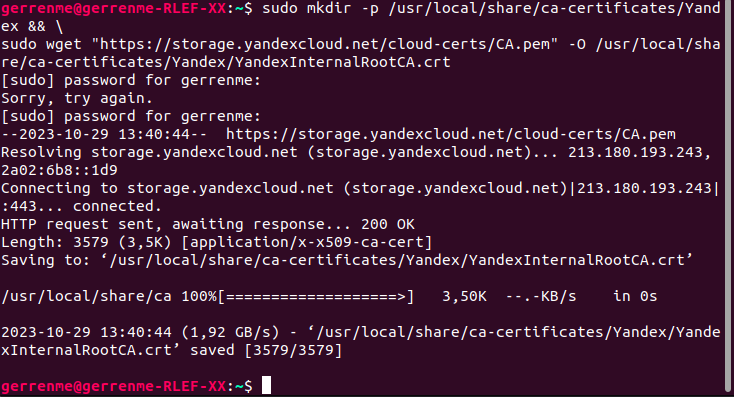 gerrenme@gerrenme-RLEF-XX:~$ sudo mkdir -p /usr/local/share/ca-certificates/Yand
ex && \
sudo wget "https://storage.yandexcloud.net/cloud-certs/CA.pem" -O /usr/local/sha
re/ca-certificates/Yandex/YandexInternalRootCA.crt
[sudo] password for gerrenme:
Sorry, try again.
[sudo] password for gerrenme:
--2023-10-29 13:40:44--  https://storage.yandexcloud.net/cloud-certs/CA.pem
Resolving storage.yandexcloud.net (storage.yandexcloud.net)... 213.180.193.243,
2a02:6b8::1d9
Connecting to storage.yandexcloud.net (storage.yandexcloud.net)|213.180.193.243|
:443... connected.
HTTP request sent, awaiting response... 200 OK
Length: 3579 (3,5K) [application/x-x509-ca-cert]
Saving to: ‘/usr/local/share/ca-certificates/Yandex/YandexInternalRootCA.crt’

/usr/local/share/ca 100%[===================>]   3,50K  --.-KB/s    in 0s

2023-10-29 13:40:44 (1,92 GB/s) - ‘/usr/local/share/ca-certificates/Yandex/Yande
xInternalRootCA.crt’ saved [3579/3579]

gerrenme@gerrenme-RLEF-XX:~$